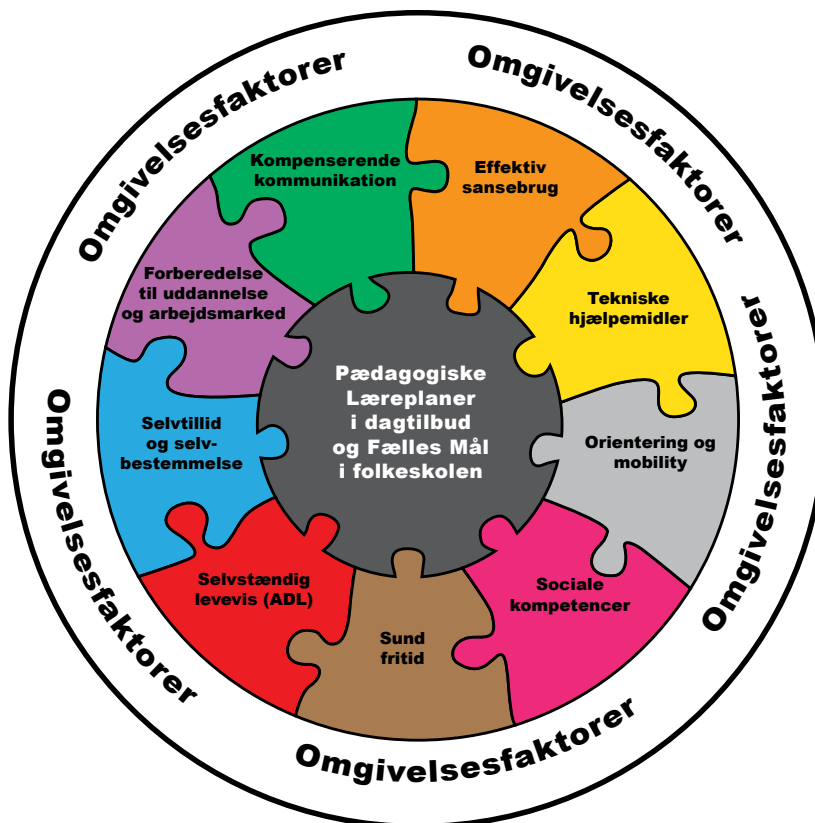 Omgivelsesfaktorer
Omgivelsesfaktorer
Omgivelsesfaktorer
Omgivelsesfaktorer
Omgivelsesfaktorer
Kompenserende
kommunikation
Effektiv
sansebrug
Tekniske
hjælpemidler
Orientering og
mobility
Sociale
kompetencer
Sund
fritid
Selvstændig
levevis (ADL)
Selvtillid
og selv-
bestemmelse
Forberedelse
til uddannelse
og arbejdsmarked
Pædagogiske
Læreplaner
i dagtilbud
og Fælles Mål
i folkeskolen